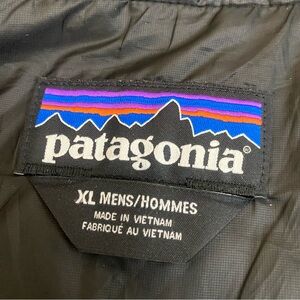 patagonia®
XL MENS/HOMMES
MADE IN VIETNAM
FABRIQUÉ AU VIETNAM